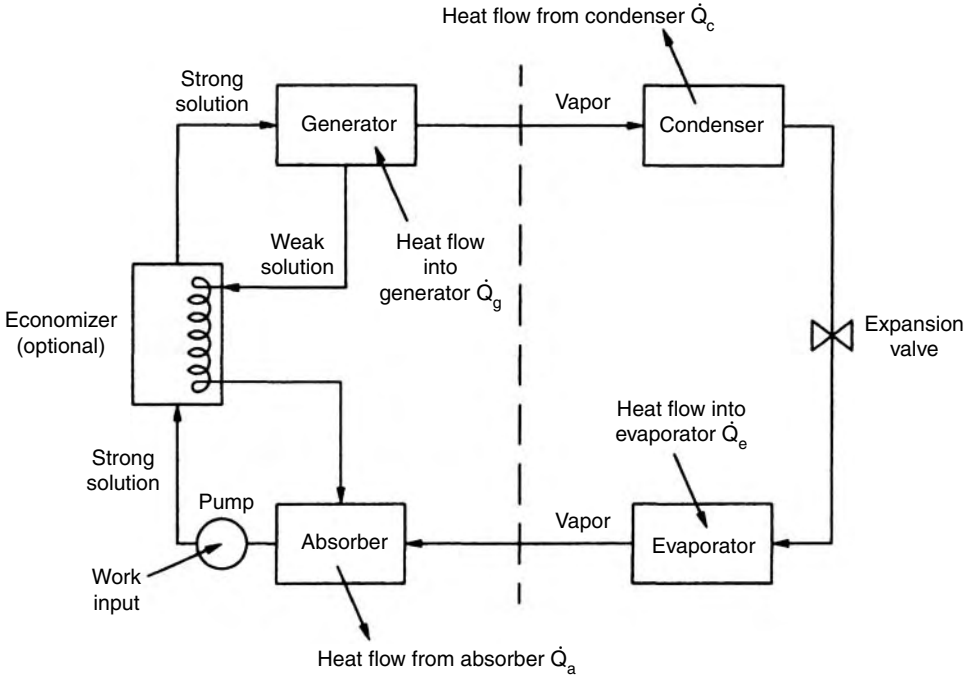 Heat flow from condenser Q̇c
Strong
solution
Generator
Vapor
Condenser
Weak
solution
Heat flow
into
generator Q̇g
Economizer
(optional)
Expansion
valve
Heat flow into
evaporator Q̇e
Strong
solution
Pump
Absorber
Vapor
Evaporator
Work
input
Heat flow from absorber Q̇a